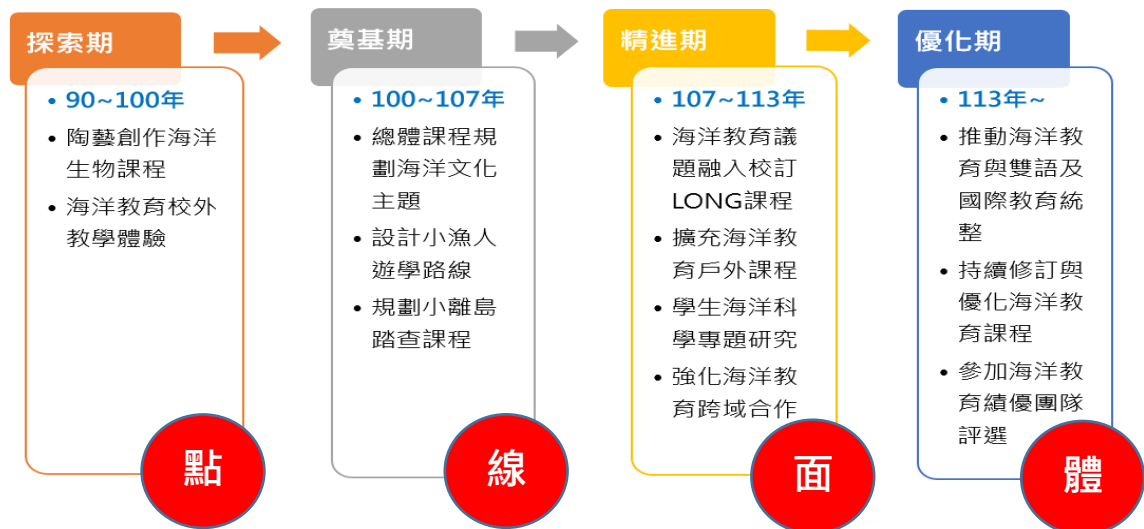 探索期
• 90~100年
• 陶藝創作海洋
生物課程
• 海洋教育校外
教學體驗
點
奠基期
• 100~107年
• 總體課程規
劃海洋文化
主題
• 設計小漁人
遊學路線
• 規劃小離島
踏查課程
線
精進期
• 107~113年
• 海洋教育議
題融入校訂
LONG課程
• 擴充海洋教
育戶外課程
• 學生海洋科
學專題研究
• 強化海洋教
育跨域合作
面
優化期
• 113年~
• 推動海洋教
育與雙語及
國際教育統
整
• 持續修訂與
優化海洋教
育課程
• 參加海洋教
育績優團隊
評選
體